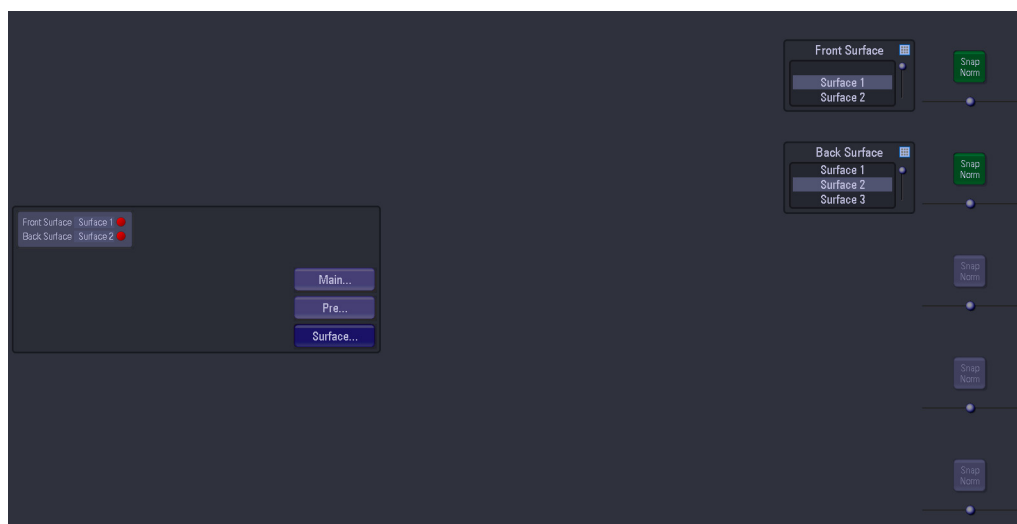 Front Surface
Surface 1
Surface 2
Snap
Norm
Back Surface
Surface 1
Surface 2
Surface 3
Snap
Norm
Front Surface Surface 1
Back Surface Surface 2
Main...
Pre...
Surface...
Snap
Norm
Snap
Norm
Snap
Norm